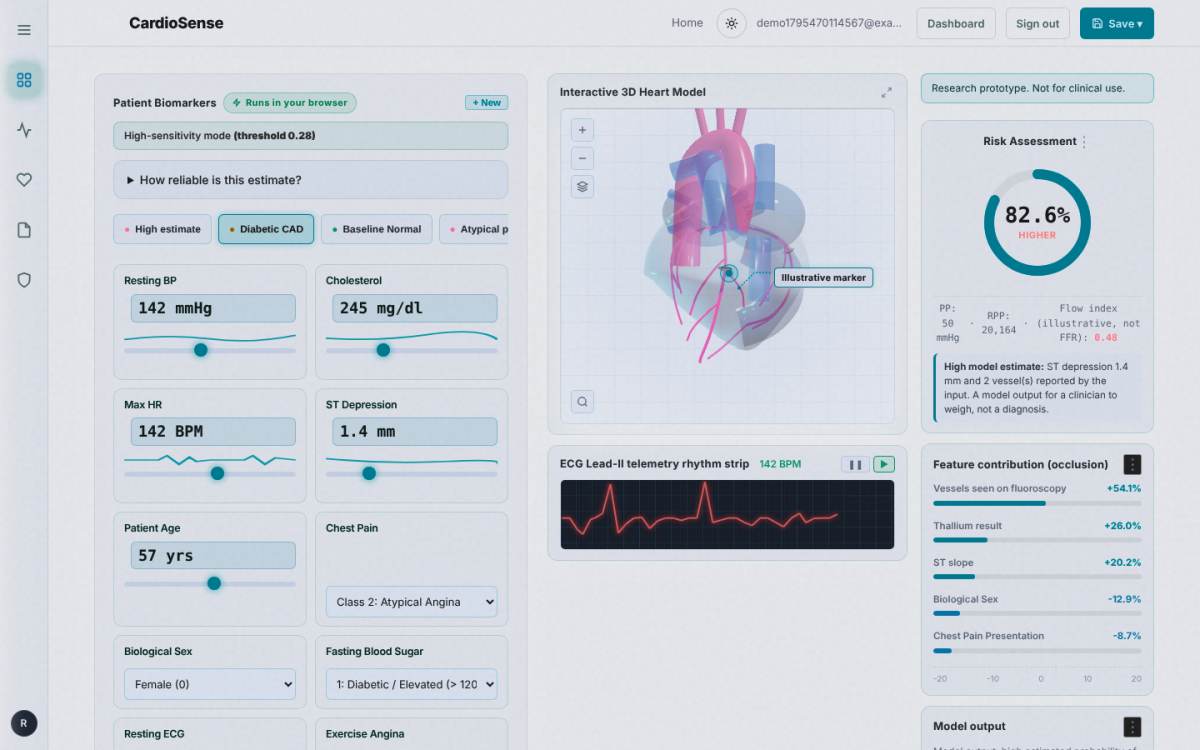 CardioSense
Home
demo1795470114567@exa...
Dashboard
Sign out
Save ▾
Patient Biomarkers
Runs in your browser
+ New
High-sensitivity mode (threshold 0.28)
▶ How reliable is this estimate?
High estimate
Diabetic CAD
Baseline Normal
Atypical p
Resting BP
142 mmHg
Cholesterol
245 mg/dl
Max HR
142 BPM
ST Depression
1.4 mm
Patient Age
57 yrs
Chest Pain
Class 2: Atypical Angina
Biological Sex
Female (0)
Fasting Blood Sugar
1: Diabetic / Elevated (> 120
Resting ECG
Exercise Angina
R
Interactive 3D Heart Model
Illustrative marker
ECG Lead-II telemetry rhythm strip
142 BPM
Research prototype. Not for clinical use.
Risk Assessment
82.6%
HIGHER
PP: 50 mmHg · RPP: 20,164 · Flow index (illustrative, not FFR): 0.48
High model estimate: ST depression 1.4
mm and 2 vessel(s) reported by the
input. A model output for a clinician to
weigh, not a diagnosis.
Feature contribution (occlusion)
Vessels seen on fluoroscopy +54.1%
Thallium result +26.0%
ST slope +20.2%
Biological Sex -12.9%
Chest Pain Presentation -8.7%
-20 -10 0 10 20
Model output